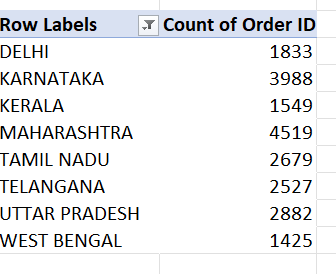 Row Labels Count of Order ID
DELHI 1833
KARNATAKA 3988
KERALA 1549
MAHARASHTRA 4519
TAMIL NADU 2679
TELANGANA 2527
UTTAR PRADESH 2882
WEST BENGAL 1425